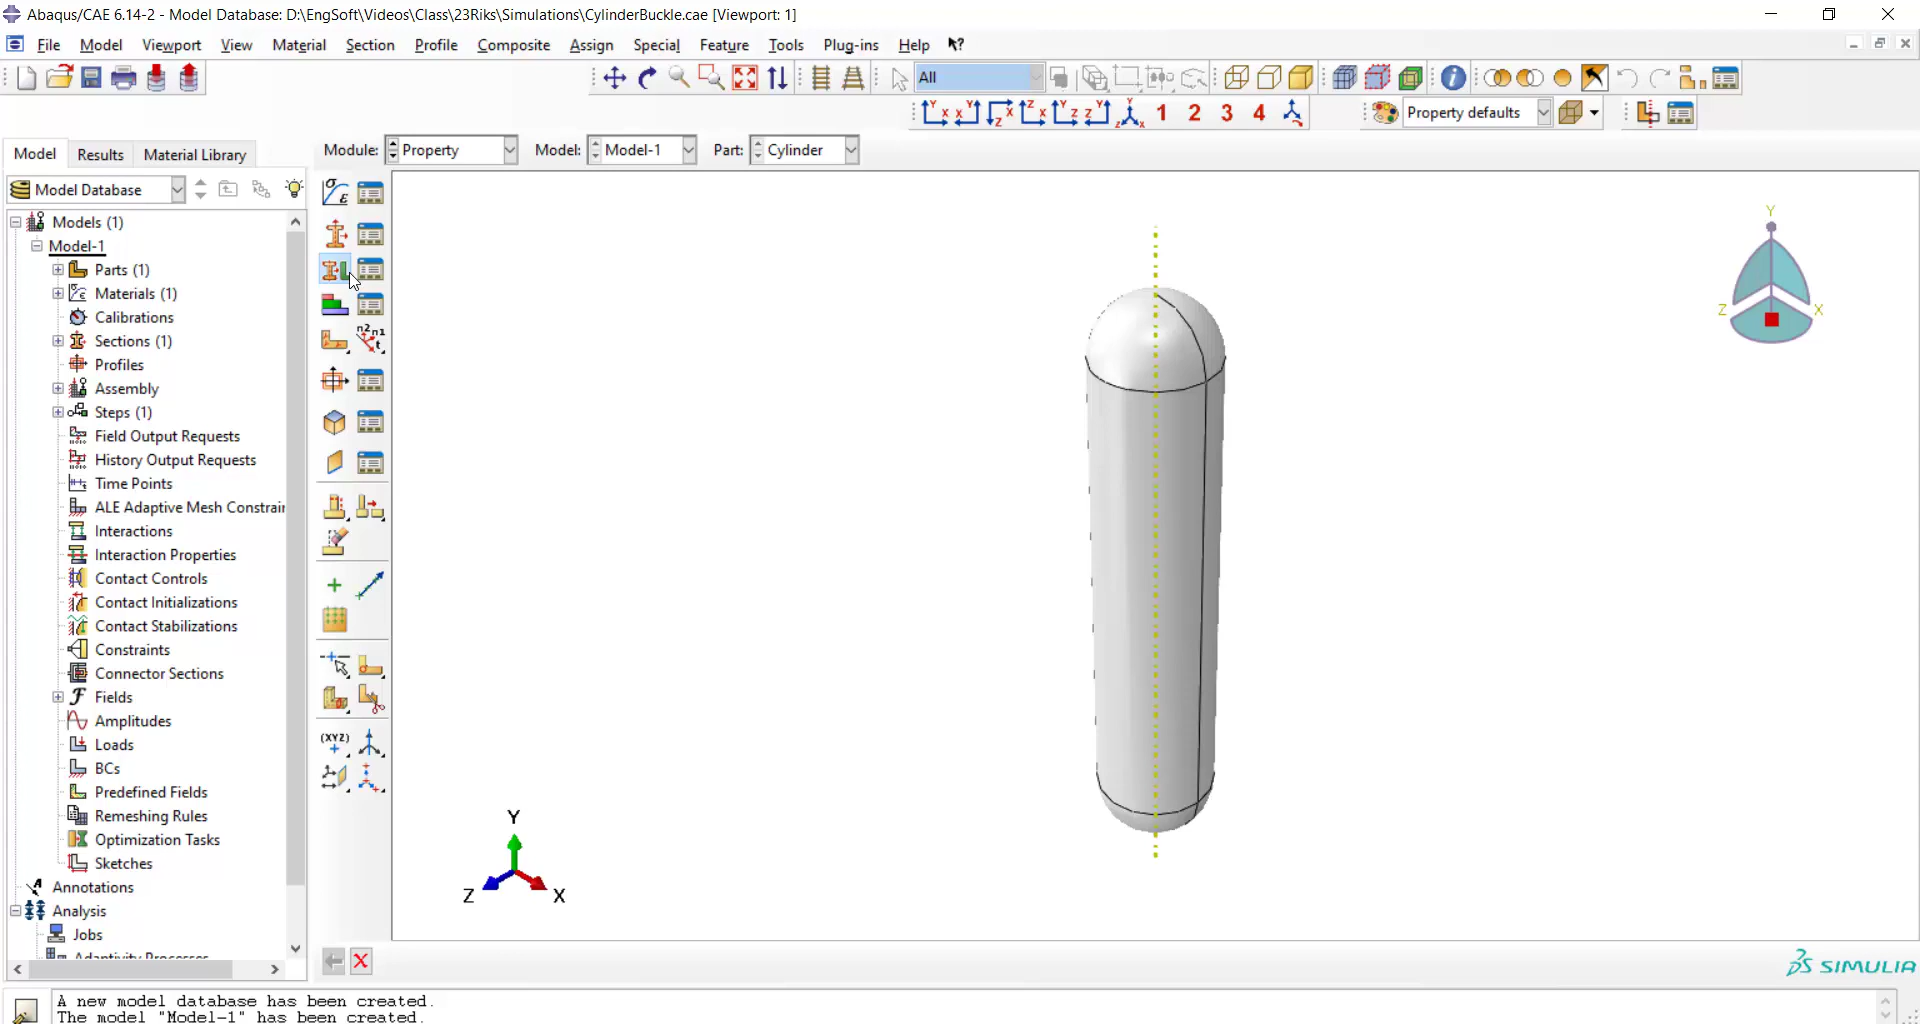 Abaqus/CAE 6.14-2 - Model Database: D:\EngSoft\Videos\Class\23Riks\Simulations\CylinderBuckle.cae [Viewport: 1]
File Model Viewport View Material Section Profile Composite Assign Special Feature Tools Plug-ins Help
All
1 2 3 4 Property defaults
Model Results Material Library Module: Property Model: Model-1 Part: Cylinder
Model Database
Models (1)
Model-1
Parts (1)
Materials (1)
Calibrations
Sections (1)
Profiles
Assembly
Steps (1)
Field Output Requests
History Output Requests
Time Points
ALE Adaptive Mesh Constrain
Interactions
Interaction Properties
Contact Controls
Contact Initializations
Contact Stabilizations
Constraints
Connector Sections
Fields
Amplitudes
Loads
BCs
Predefined Fields
Remeshing Rules
Optimization Tasks
Sketches
Annotations
Analysis
Jobs
Adaptivity Processes
(XYZ)
Y
Z X
Y
Z X
SIMULIA
A new model database has been created.
The model "Model-1" has been created.